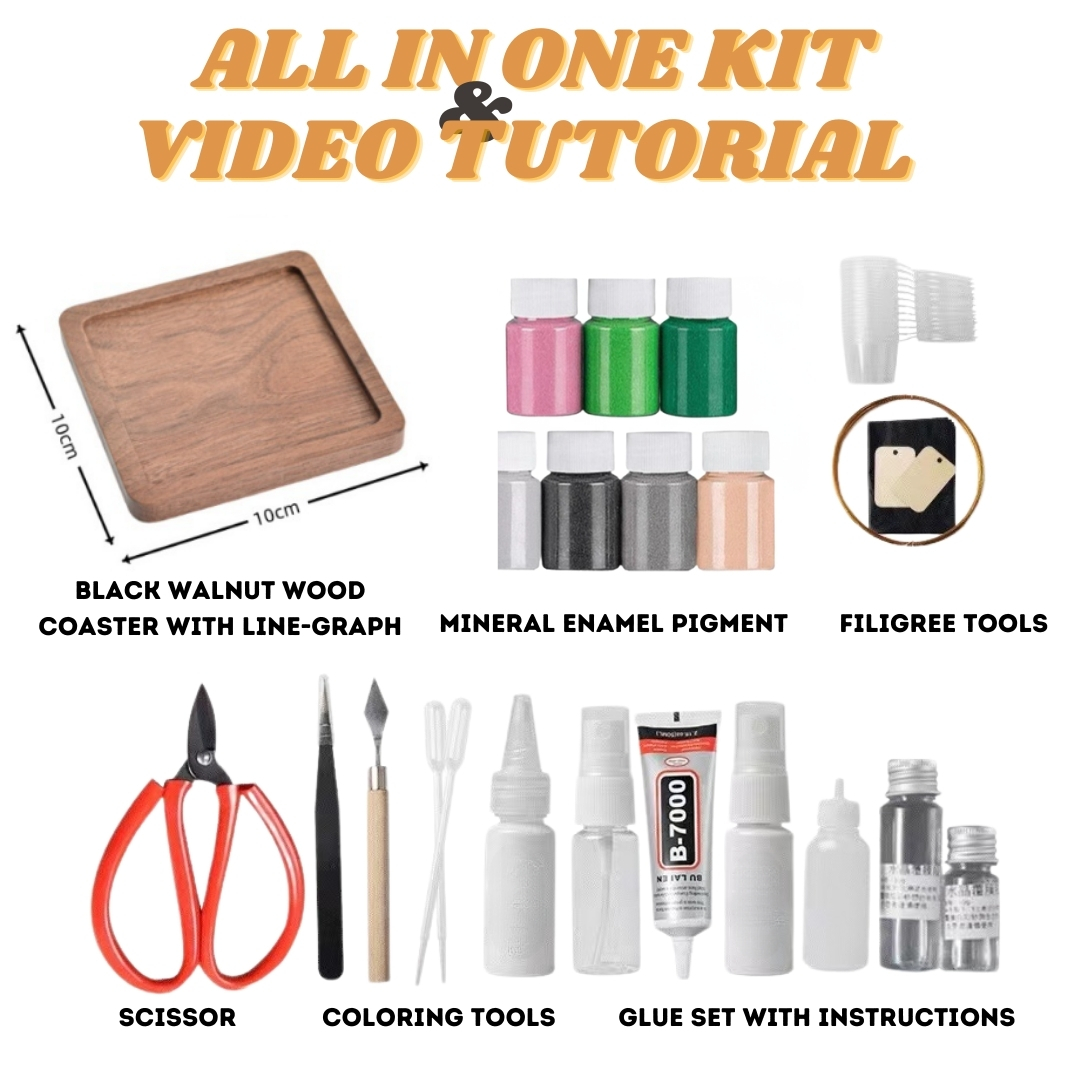 ALL IN ONE KIT
&
VIDEO TUTORIAL
10cm
10cm
BLACK WALNUT WOOD
COASTER WITH LINE-GRAPH
MINERAL ENAMEL PIGMENT
FILIGREE TOOLS
B-7000
SCISSOR
COLORING TOOLS
GLUE SET WITH INSTRUCTIONS